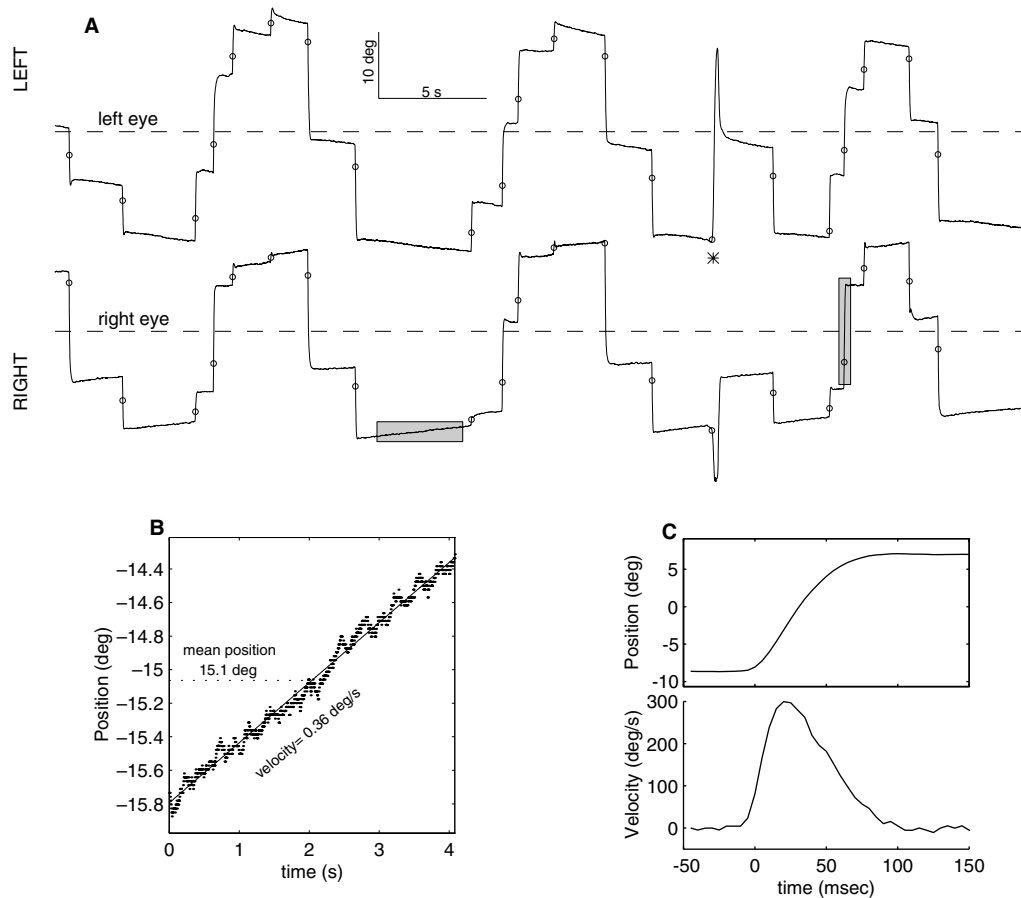 A
LEFT
10 deg
5 s
left eye
right eye
RIGHT
B
−14.4
−14.6
−14.8
−15
−15.2
−15.4
−15.6
−15.8
Position (deg)
mean position
15.1 deg
velocity= 0.36 deg/s
0 1 2 3 4
time (s)
C
5
0
-5
-10
Position (deg)
300
200
100
0
Velocity (deg/s)
-50 0 50 100 150
time (msec)